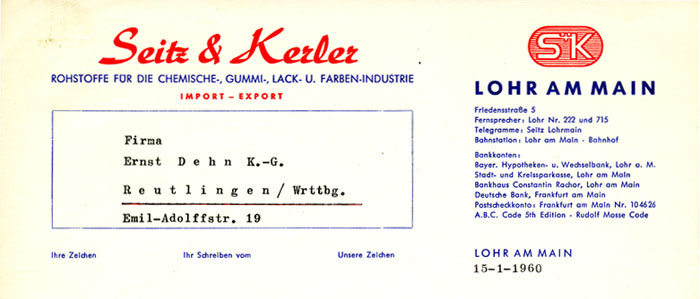 Seitz & Kerler
ROHSTOFFE FÜR DIE CHEMISCHE-, GUMMI-, LACK- U. FARBEN-INDUSTRIE
IMPORT – EXPORT
Firma
Ernst Dehn K.-G.
Reutlingen/Wrttbg.
Emil-Adolffstr. 19
Ihre Zeichen
Ihr Schreiben vom
Unsere Zeichen
S u K
LOHR AM MAIN
Friedensstraße 5
Fernsprecher: Lohr Nr. 222 und 715
Telegramme: Seitz Lohrmain
Bahnstation: Lohr am Main - Bahnhof
Bankkonten:
Bayer. Hypotheken- u. Wechselbank, Lohr a. M.
Stadt- und Kreissparkasse, Lohr am Main
Bankhaus Constantin Rachor, Lohr am Main
Deutsche Bank, Frankfurt am Main
Postscheckkonto: Frankfurt am Main Nr. 104626
A.B.C. Code 5th Edition - Rudolf Mosse Code
LOHR AM MAIN
15-1-1960